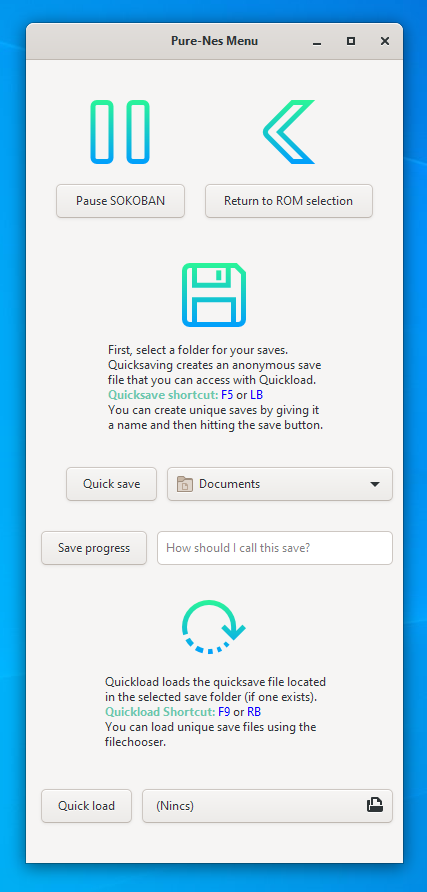 Pure-Nes Menu
Pause SOKOBAN
Return to ROM selection
First, select a folder for your saves.
Quicksaving creates an anonymous save
file that you can access with Quickload.
Quicksave shortcut: F5 or LB
You can create unique saves by giving it
a name and then hitting the save button.
Quick save
Documents
Save progress
How should I call this save?
Quickload loads the quicksave file located
in the selected save folder (if one exists).
Quickload Shortcut: F9 or RB
You can load unique save files using the
filechooser.
Quick load
(Nincs)